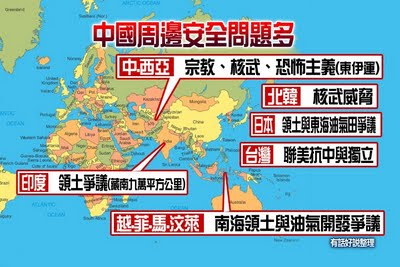 中國周邊安全問題多
中.西亞 宗教、核武、恐怖主義(東伊運)
北韓 核武威脅
日本 領土與東海油氣田爭議
台灣 聯美抗中與獨立
印度 領土爭議(藏南九萬平方公里)
越.菲.馬.汶萊 南海領土與油氣開發爭議
有話好說整理